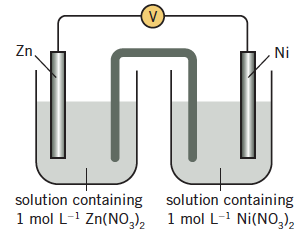 V
Zn
Ni
solution containing
1 mol L⁻¹ Zn(NO₃)₂
solution containing
1 mol L⁻¹ Ni(NO₃)₂